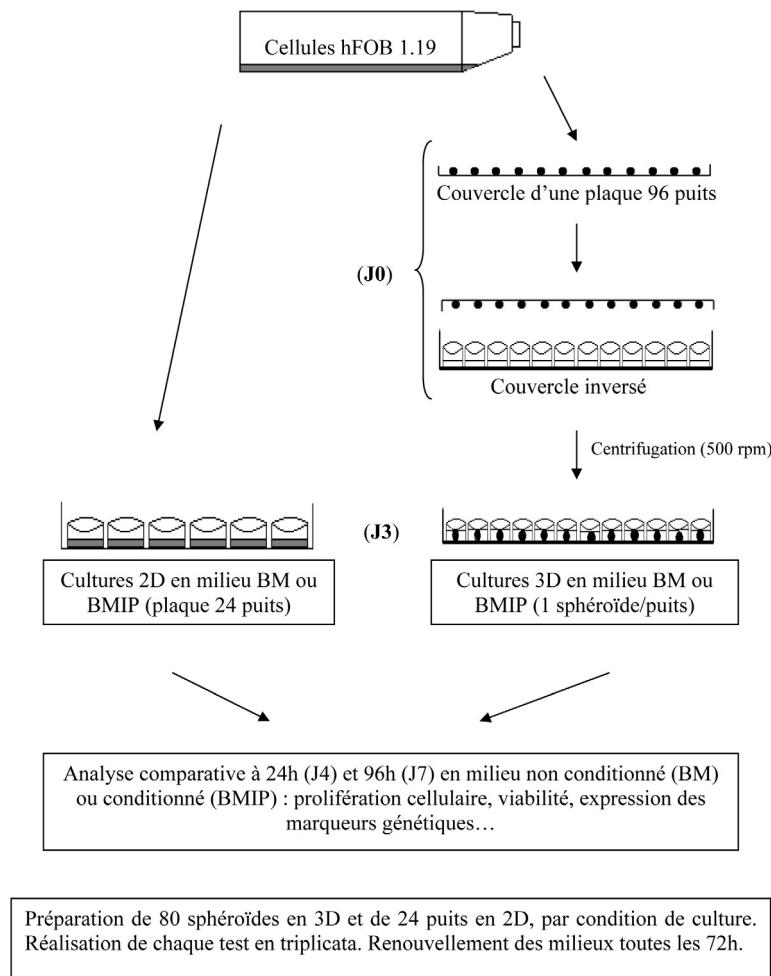 Cellules hFOB 1.19
Couvercle d'une plaque 96 puits
(J0)
Couvercle inversé
Centrifugation (500 rpm)
(J3)
Cultures 2D en milieu BM ou
BMIP (plaque 24 puits)
Cultures 3D en milieu BM ou
BMIP (1 sphéroïde/puits)
Analyse comparative à 24h (J4) et 96h (J7) en milieu non conditionné (BM)
ou conditionné (BMIP) : prolifération cellulaire, viabilité, expression des
marqueurs génétiques…
Préparation de 80 sphéroïdes en 3D et de 24 puits en 2D, par condition de culture.
Réalisation de chaque test en triplicata. Renouvellement des milieux toutes les 72h.